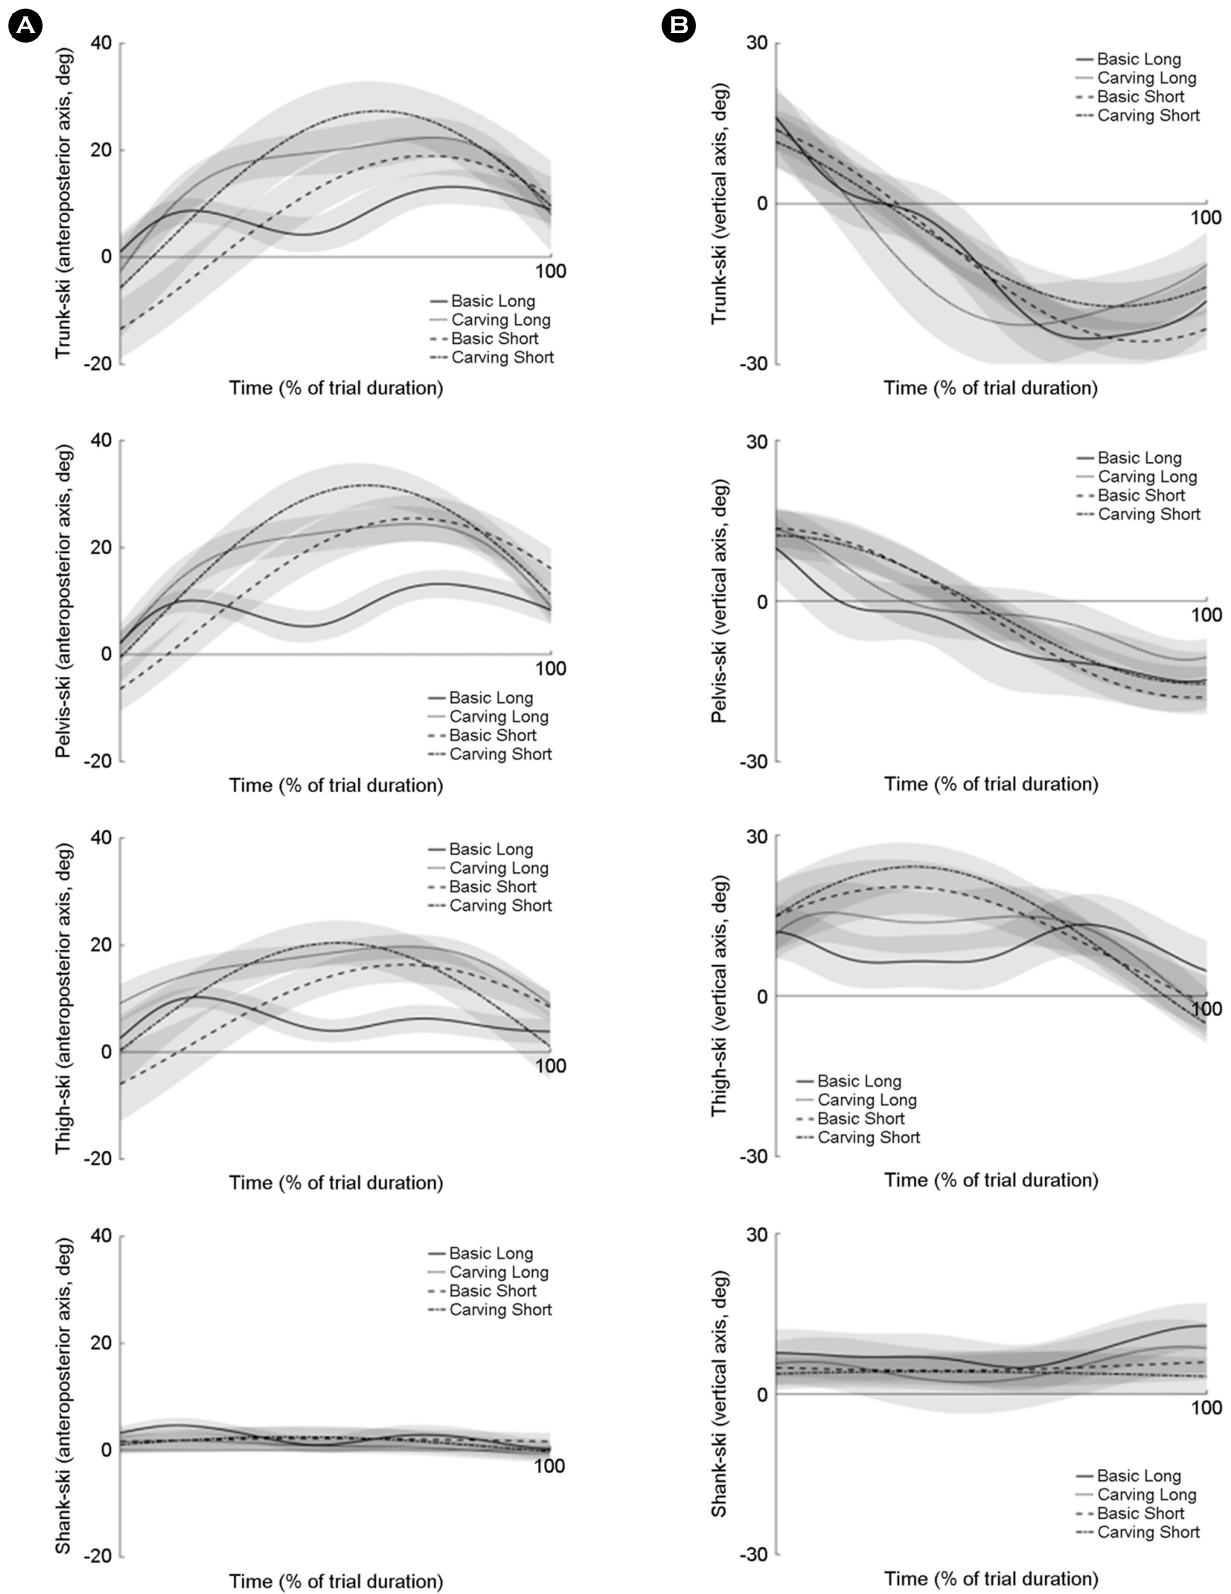 A
B
Trunk-ski (anteroposterior axis, deg)
40
20
0
-20
100
Basic Long
Carving Long
Basic Short
Carving Short
Time (% of trial duration)
Trunk-ski (vertical axis, deg)
30
0
-30
100
Basic Long
Carving Long
Basic Short
Carving Short
Time (% of trial duration)
Pelvis-ski (anteroposterior axis, deg)
40
20
0
-20
100
Basic Long
Carving Long
Basic Short
Carving Short
Time (% of trial duration)
Pelvis-ski (vertical axis, deg)
30
0
-30
100
Basic Long
Carving Long
Basic Short
Carving Short
Time (% of trial duration)
Thigh-ski (anteroposterior axis, deg)
40
20
0
-20
100
Basic Long
Carving Long
Basic Short
Carving Short
Time (% of trial duration)
Thigh-ski (vertical axis, deg)
30
0
-30
100
Basic Long
Carving Long
Basic Short
Carving Short
Time (% of trial duration)
Shank-ski (anteroposterior axis, deg)
40
20
0
-20
100
Basic Long
Carving Long
Basic Short
Carving Short
Time (% of trial duration)
Shank-ski (vertical axis, deg)
30
0
-30
100
Basic Long
Carving Long
Basic Short
Carving Short
Time (% of trial duration)